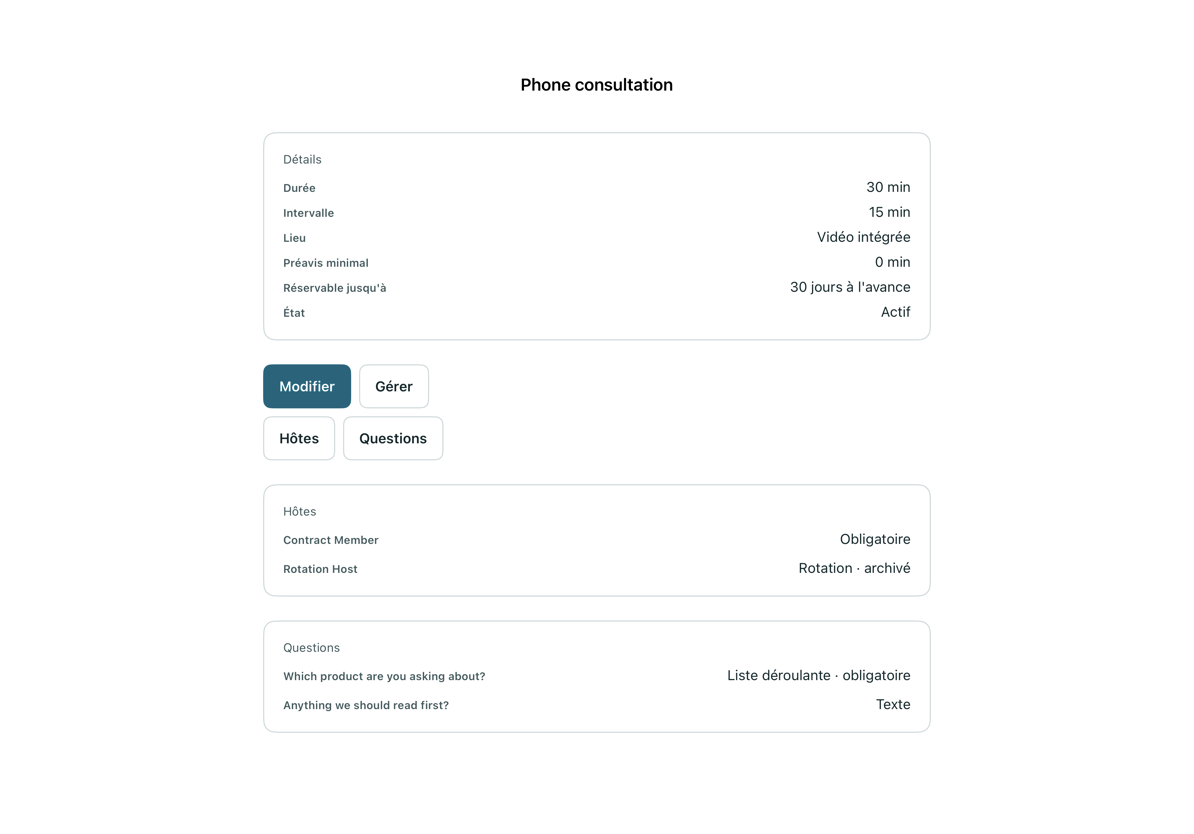 Phone consultation
Détails
Durée 30 min
Intervalle 15 min
Lieu Vidéo intégrée
Préavis minimal 0 min
Réservable jusqu'à 30 jours à l'avance
État Actif
Modifier Gérer
Hôtes Questions
Hôtes
Contract Member Obligatoire
Rotation Host Rotation · archivé
Questions
Which product are you asking about? Liste déroulante · obligatoire
Anything we should read first? Texte